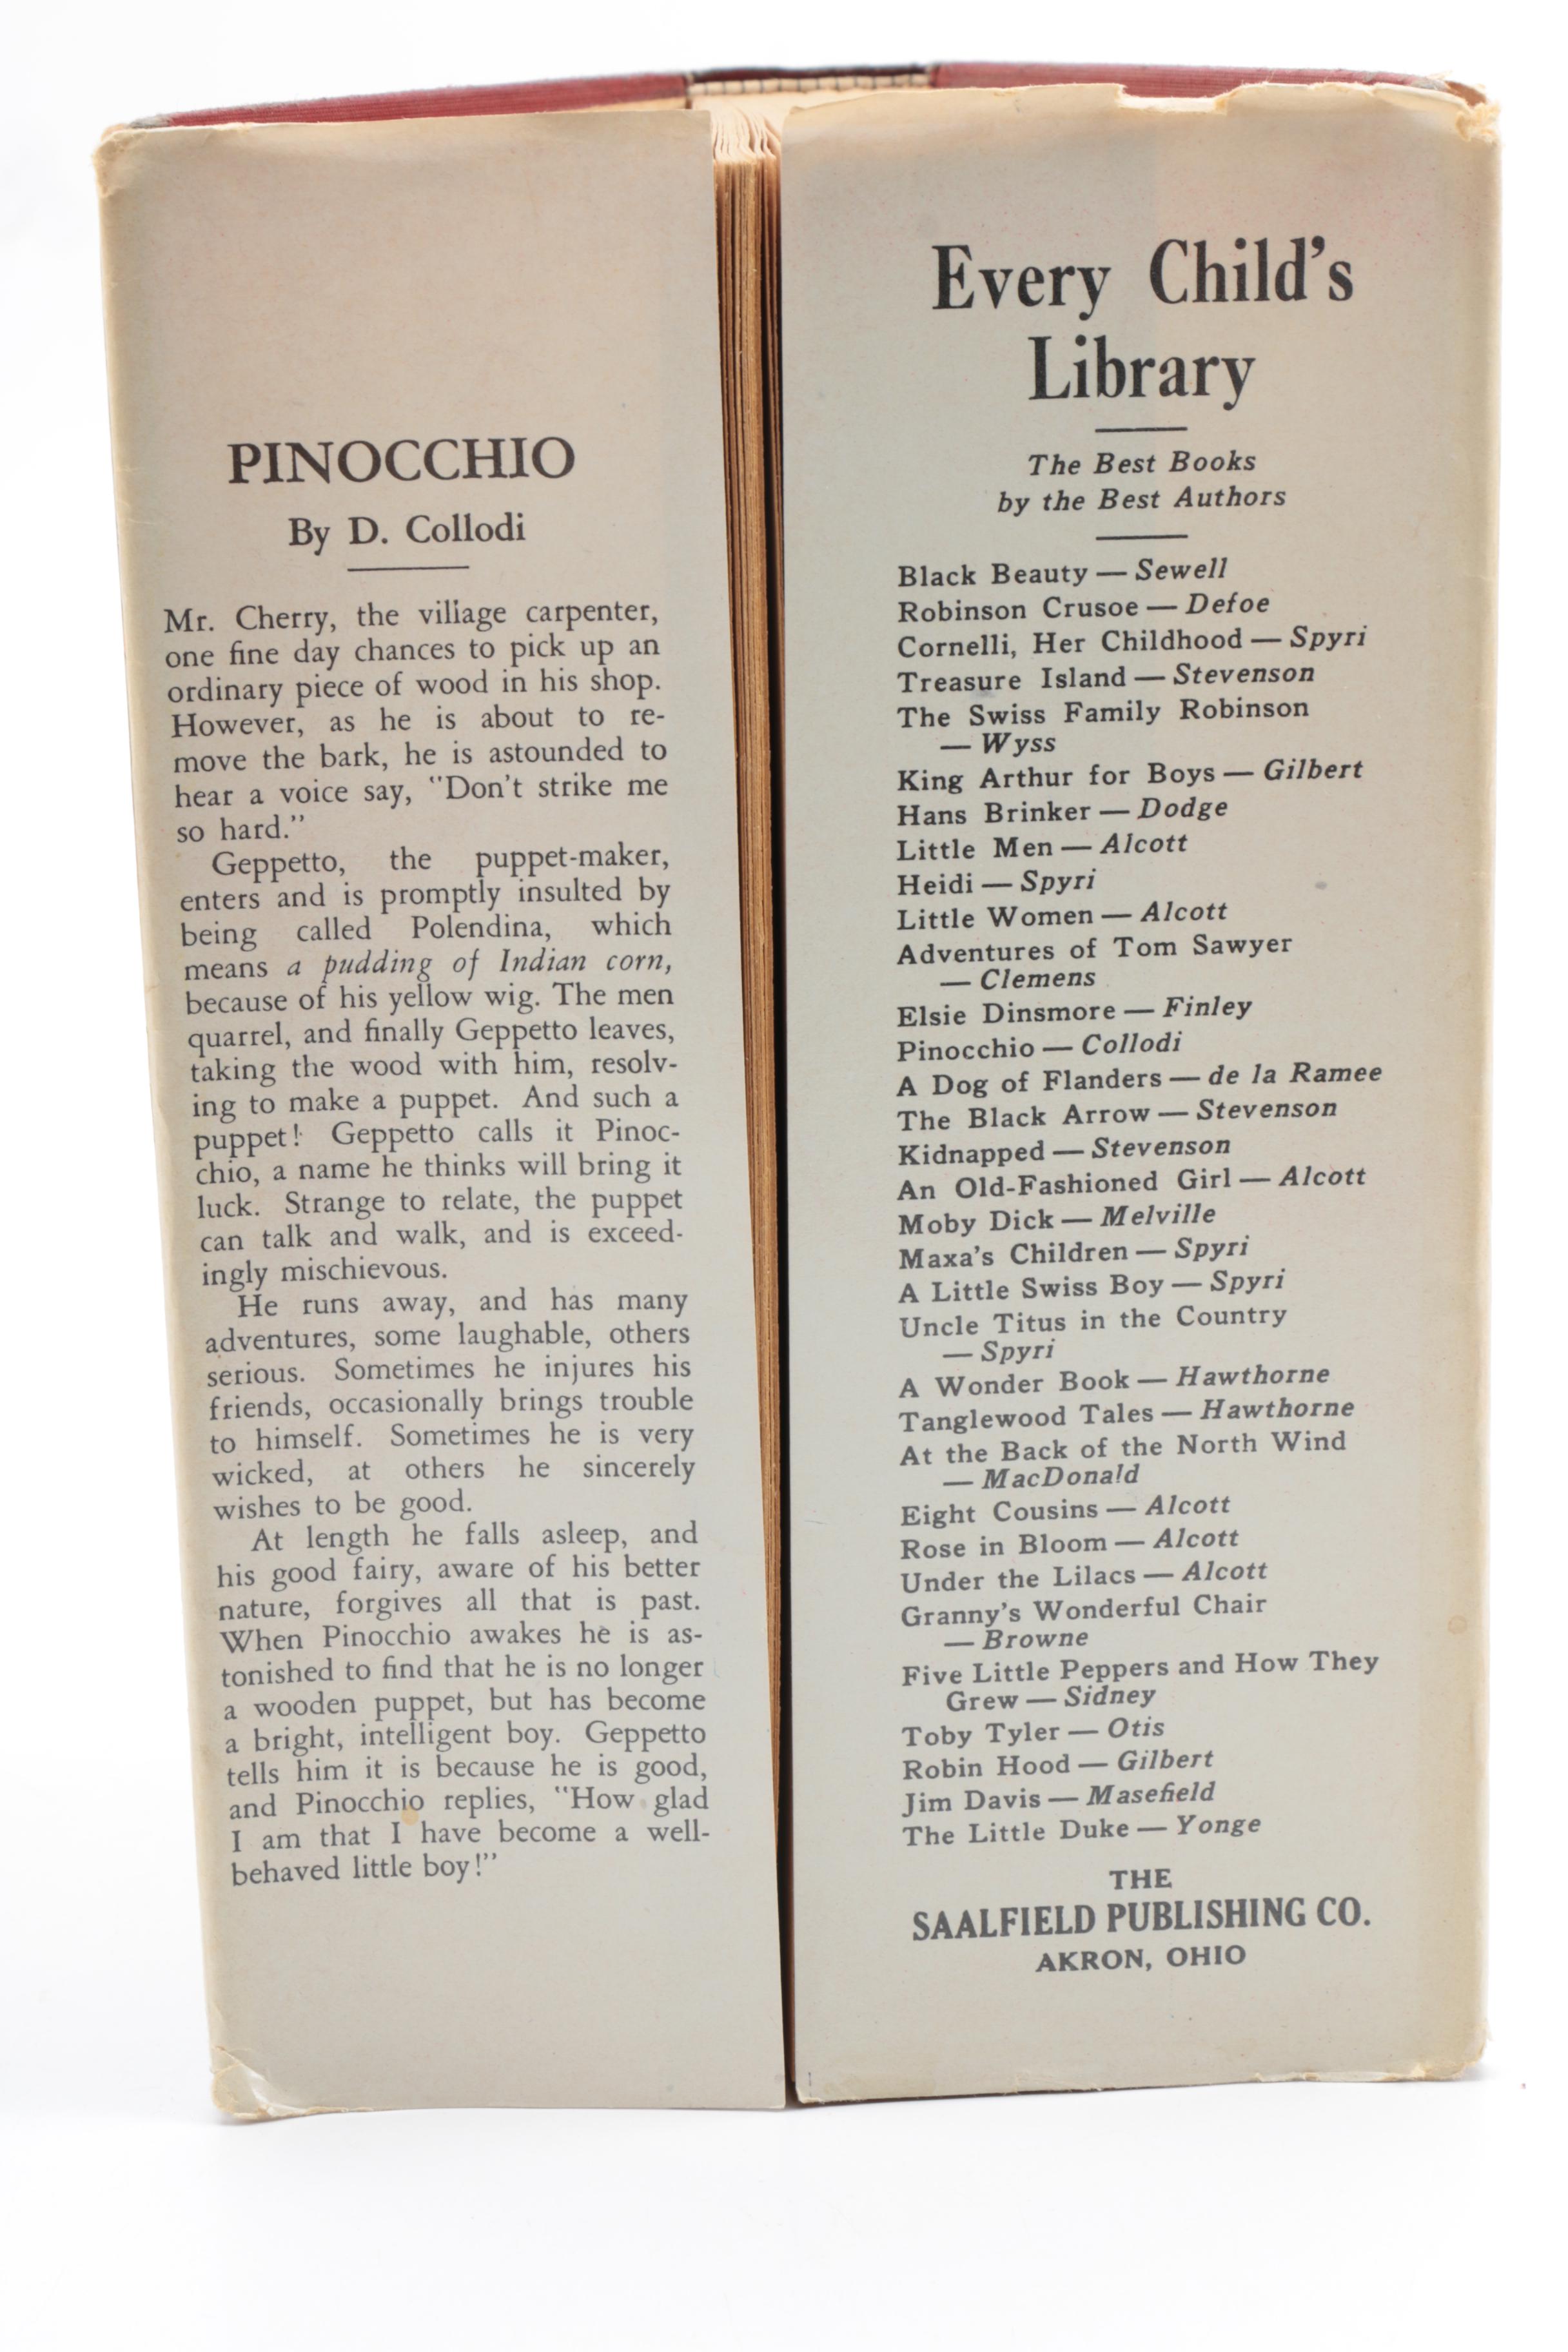 PINOCCHIO
By D. Collodi
Mr. Cherry, the village carpenter,
one fine day chances to pick up an
ordinary piece of wood in his shop.
However, as he is about to re-
move the bark, he is astounded to
hear a voice say, "Don't strike me
so hard."
Geppetto, the puppet-maker,
enters and is promptly insulted by
being called Polendina, which
means a pudding of Indian corn,
because of his yellow wig. The men
quarrel, and finally Geppetto leaves,
taking the wood with him, resolv-
ing to make a puppet. And such a
puppet! Geppetto calls it Pinoc-
chio, a name he thinks will bring it
luck. Strange to relate, the puppet
can talk and walk, and is exceed-
ingly mischievous.
He runs away, and has many
adventures, some laughable, others
serious. Sometimes he injures his
friends, occasionally brings trouble
to himself. Sometimes he is very
wicked, at others he sincerely
wishes to be good.
At length he falls asleep, and
his good fairy, aware of his better
nature, forgives all that is past.
When Pinocchio awakes he is as-
tonished to find that he is no longer
a wooden puppet, but has become
a bright, intelligent boy. Geppetto
tells him it is because he is good,
and Pinocchio replies, "How glad
I am that I have become a well-
behaved little boy!"
Every Child's
Library
The Best Books
by the Best Authors
Black Beauty — Sewell
Robinson Crusoe — Defoe
Cornelli, Her Childhood — Spyri
Treasure Island — Stevenson
The Swiss Family Robinson
— Wyss
King Arthur for Boys — Gilbert
Hans Brinker — Dodge
Little Men — Alcott
Heidi — Spyri
Little Women — Alcott
Adventures of Tom Sawyer
— Clemens
Elsie Dinsmore — Finley
Pinocchio — Collodi
A Dog of Flanders — de la Ramee
The Black Arrow — Stevenson
Kidnapped — Stevenson
An Old-Fashioned Girl — Alcott
Moby Dick — Melville
Maxa's Children — Spyri
A Little Swiss Boy — Spyri
Uncle Titus in the Country
— Spyri
A Wonder Book — Hawthorne
Tanglewood Tales — Hawthorne
At the Back of the North Wind
— MacDonald
Eight Cousins — Alcott
Rose in Bloom — Alcott
Under the Lilacs — Alcott
Granny's Wonderful Chair
— Browne
Five Little Peppers and How They
Grew — Sidney
Toby Tyler — Otis
Robin Hood — Gilbert
Jim Davis — Masefield
The Little Duke — Yonge
THE
SAALFIELD PUBLISHING CO.
AKRON, OHIO